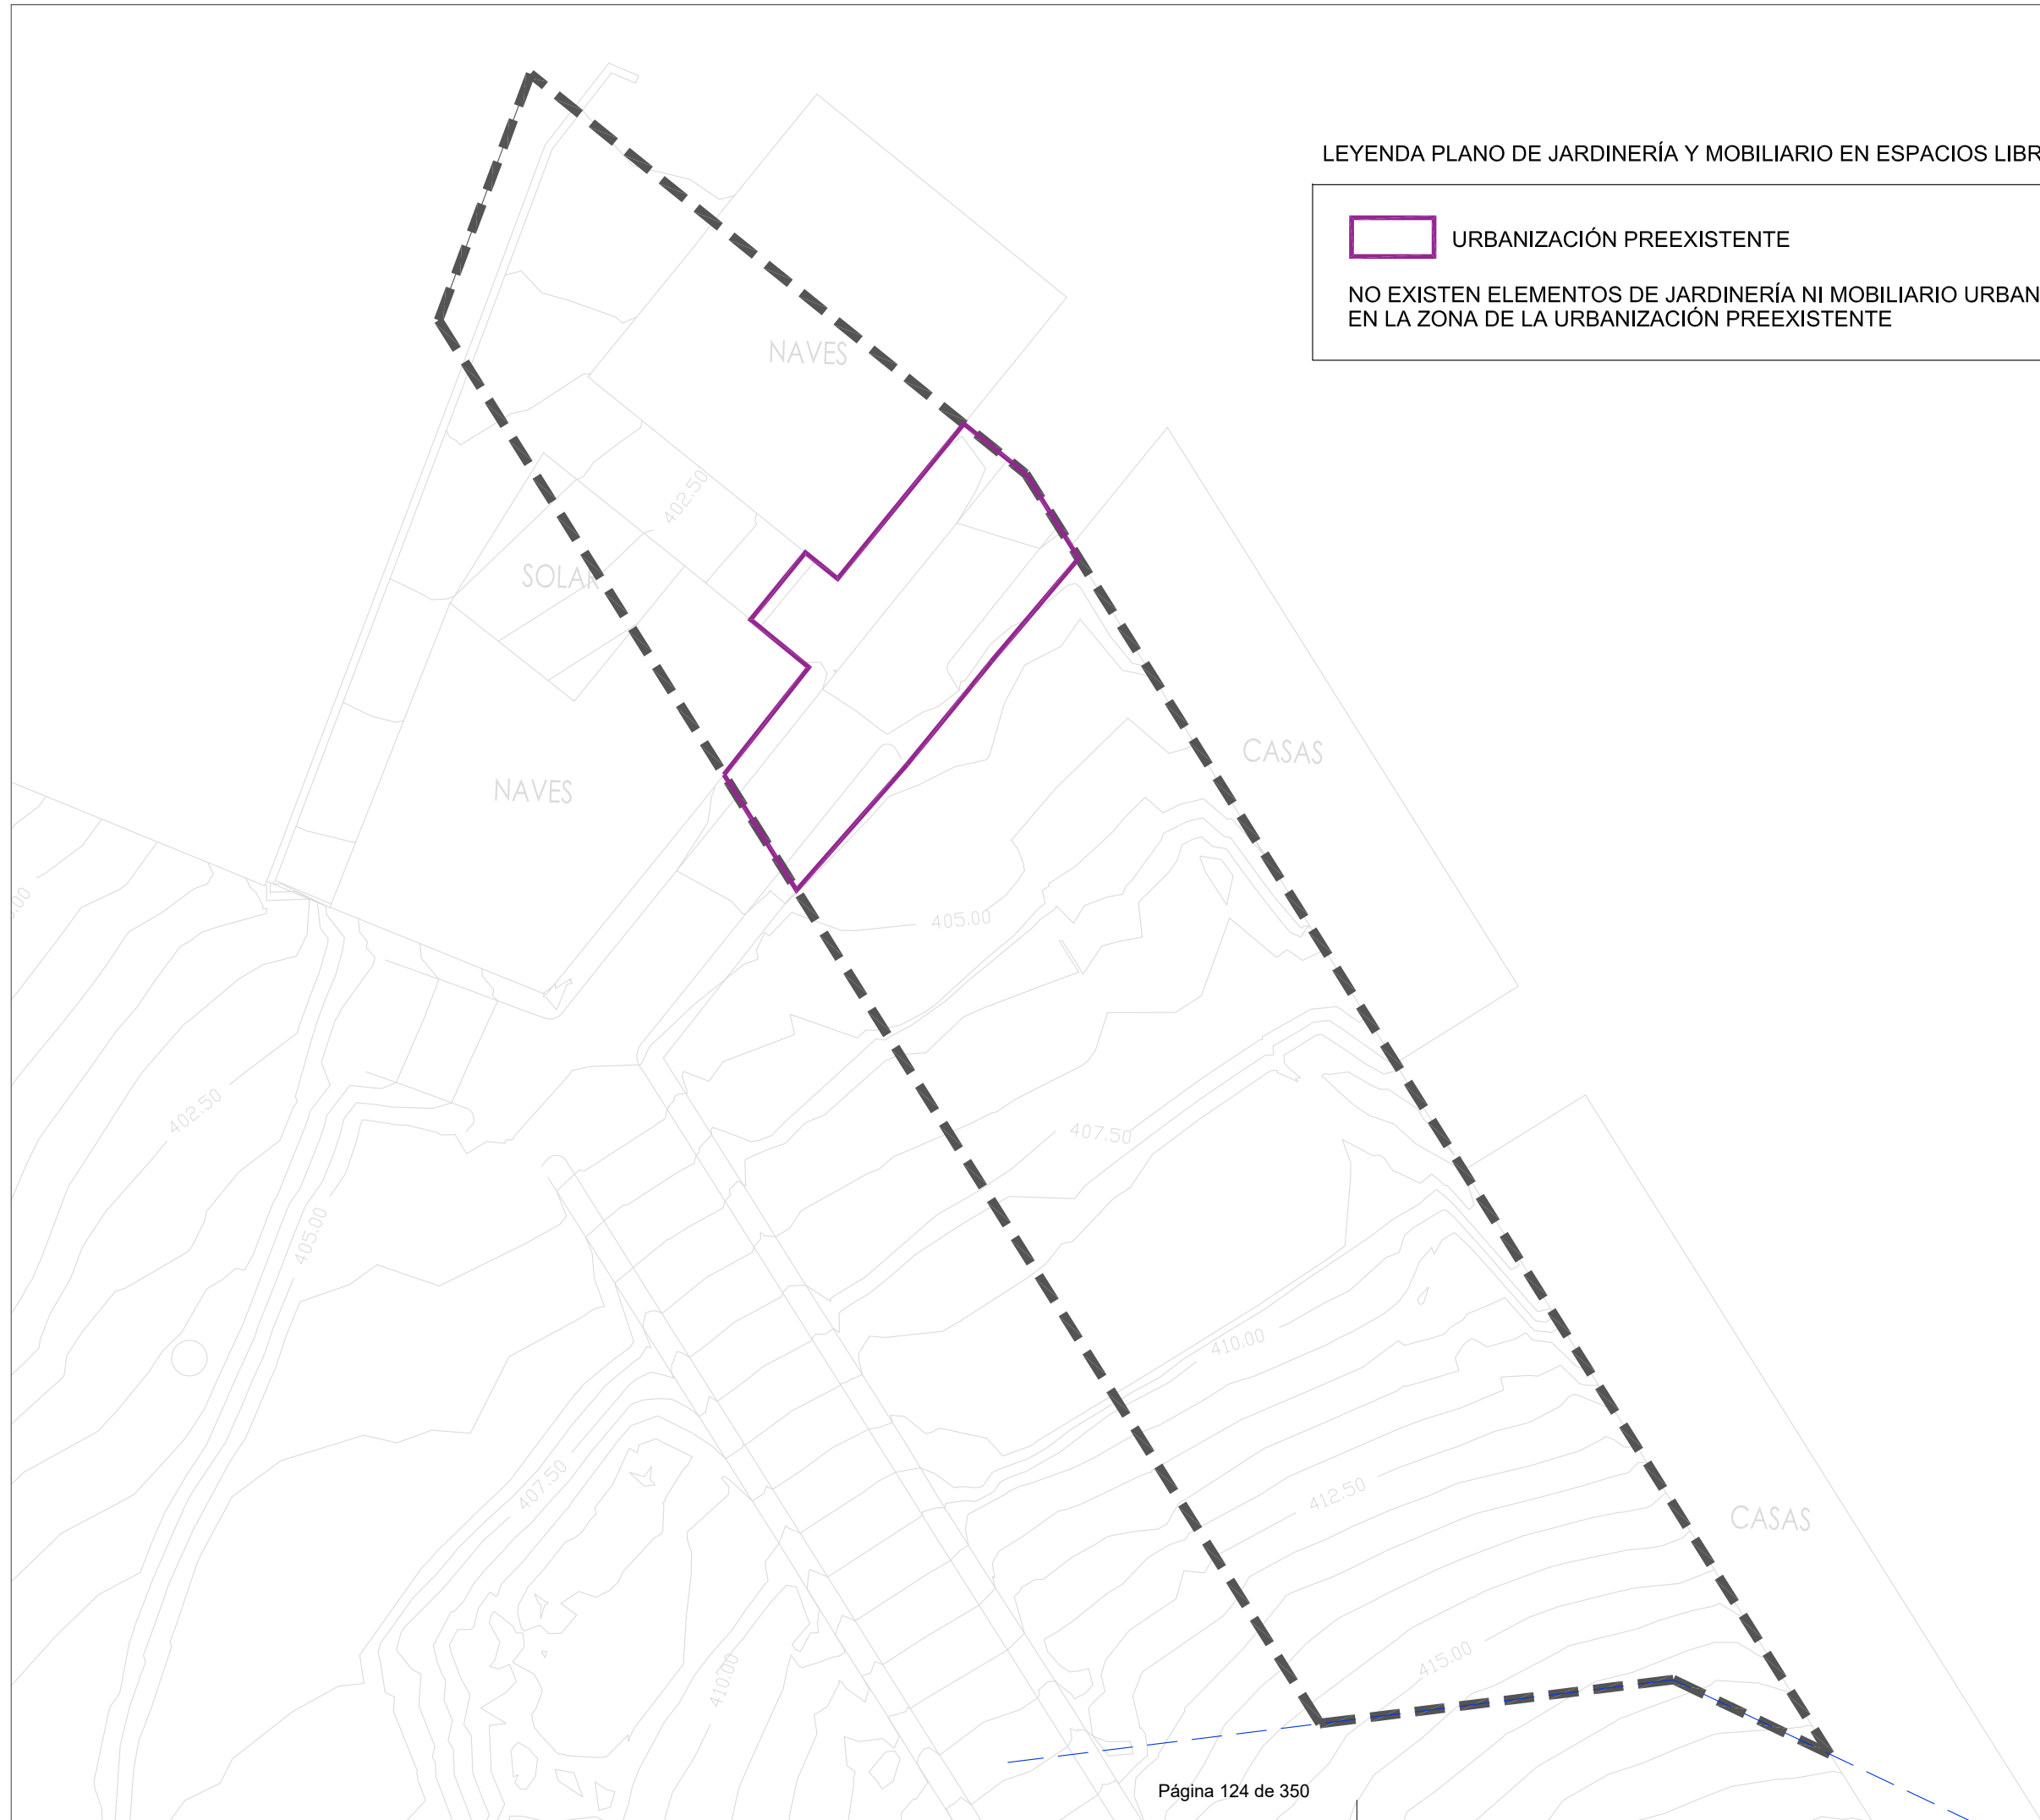 LEYENDA PLANO DE JARDINERÍA Y MOBILIARIO EN ESPACIOS LIBR
URBANIZACIÓN PREEXISTENTE
NO EXISTEN ELEMENTOS DE JARDINERÍA NI MOBILIARIO URBAN
EN LA ZONA DE LA URBANIZACIÓN PREEXISTENTE
NAVES
402.50
SOLAR
CASAS
NAVES
405.00
402.50
407.50
405.00
410.00
407.50
412.50
CASAS
415.00
410.00
Página 124 de 350